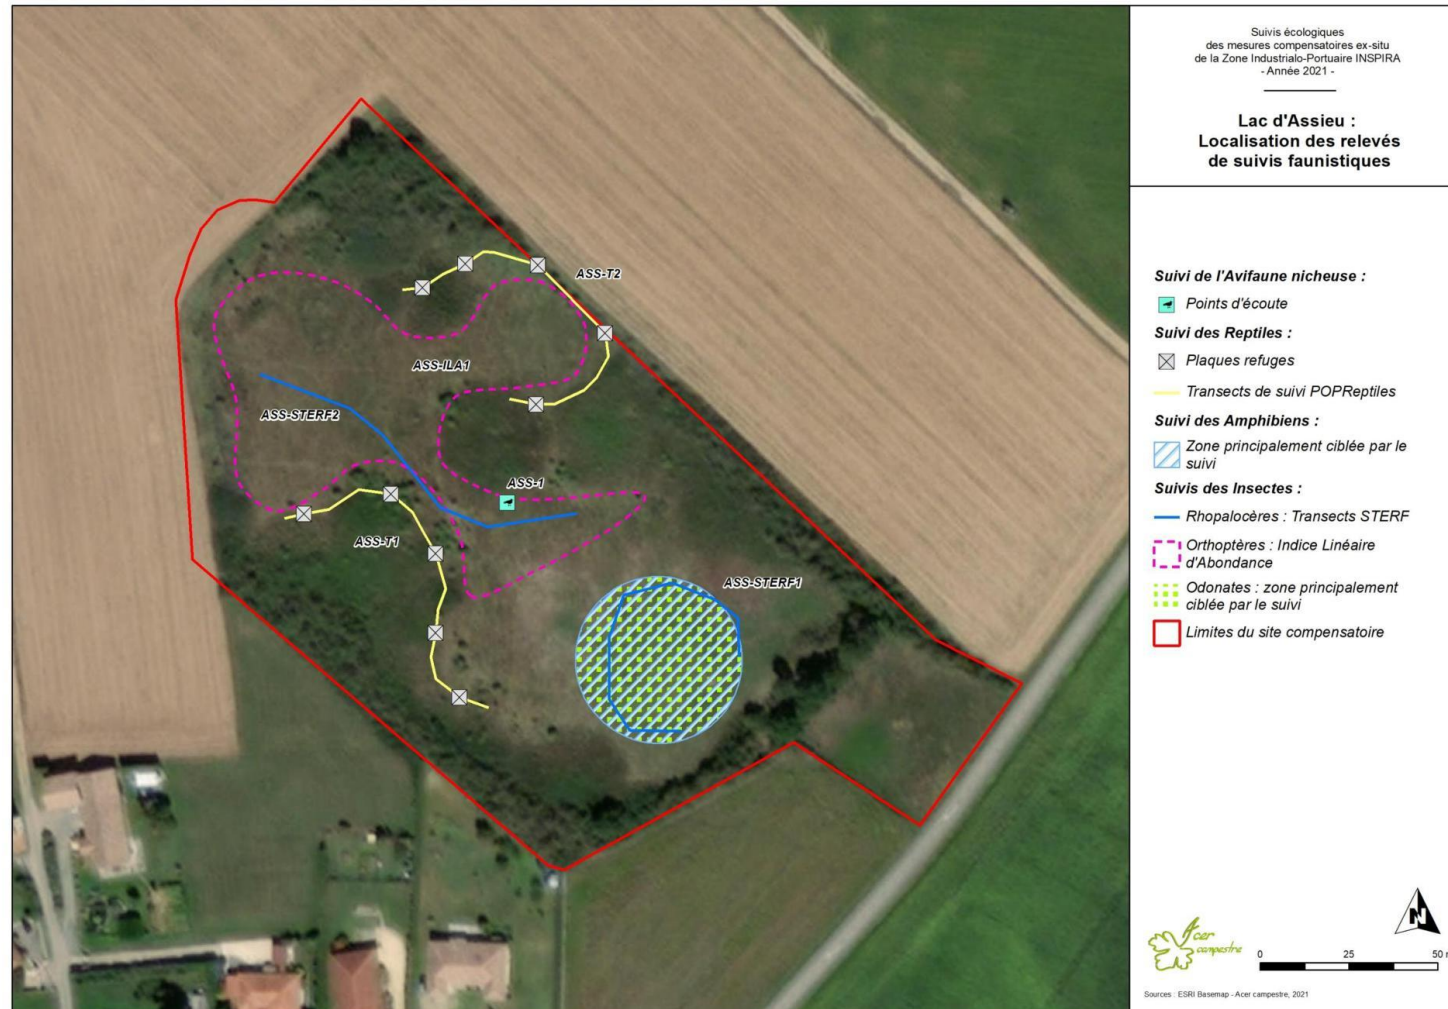 Suivis écologiques
des mesures compensatoires ex-situ
de la Zone Industrialo-Portuaire INSPIRA
- Année 2021 -
Lac d'Assieu :
Localisation des relevés
de suivis faunistiques
Suivi de l'Avifaune nicheuse :
Points d'écoute
Suivi des Reptiles :
Plaques refuges
Transects de suivi POPReptiles
Suivi des Amphibiens :
Zone principalement ciblée par le
suivi
Suivis des Insectes :
Rhopalocères : Transects STERF
Orthoptères : Indice Linéaire
d'Abondance
Odonates : zone principalement
ciblée par le suivi
Limites du site compensatoire
ASS-T2
ASS-ILA1
ASS-STERF2
ASS-1
ASS-T1
ASS-STERF1
N
Acer
campestre
0 25 50 m
Sources : ESRI Basemap - Acer campestre, 2021